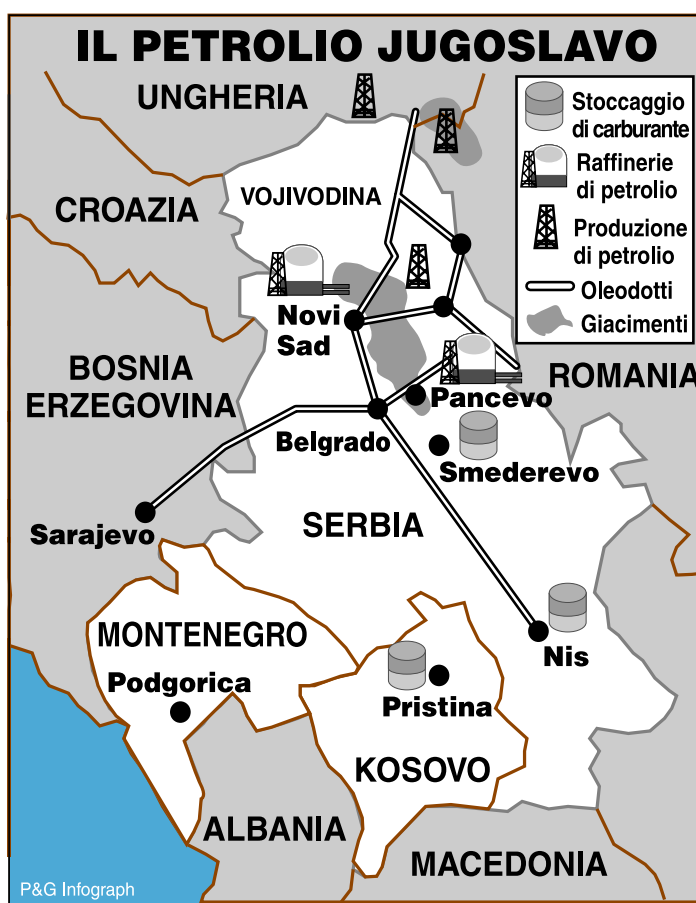 IL PETROLIO JUGOSLAVO
UNGHERIA
Stoccaggio
di carburante
Raffinerie
di petrolio
Produzione
di petrolio
Oleodotti
Giacimenti
CROAZIA
VOJIVODINA
Novi
Sad
BOSNIA
ERZEGOVINA
ROMANIA
Pancevo
Belgrado
Smederevo
Sarajevo
SERBIA
MONTENEGRO
Nis
Podgorica
Pristina
KOSOVO
ALBANIA
MACEDONIA
P&G Infograph